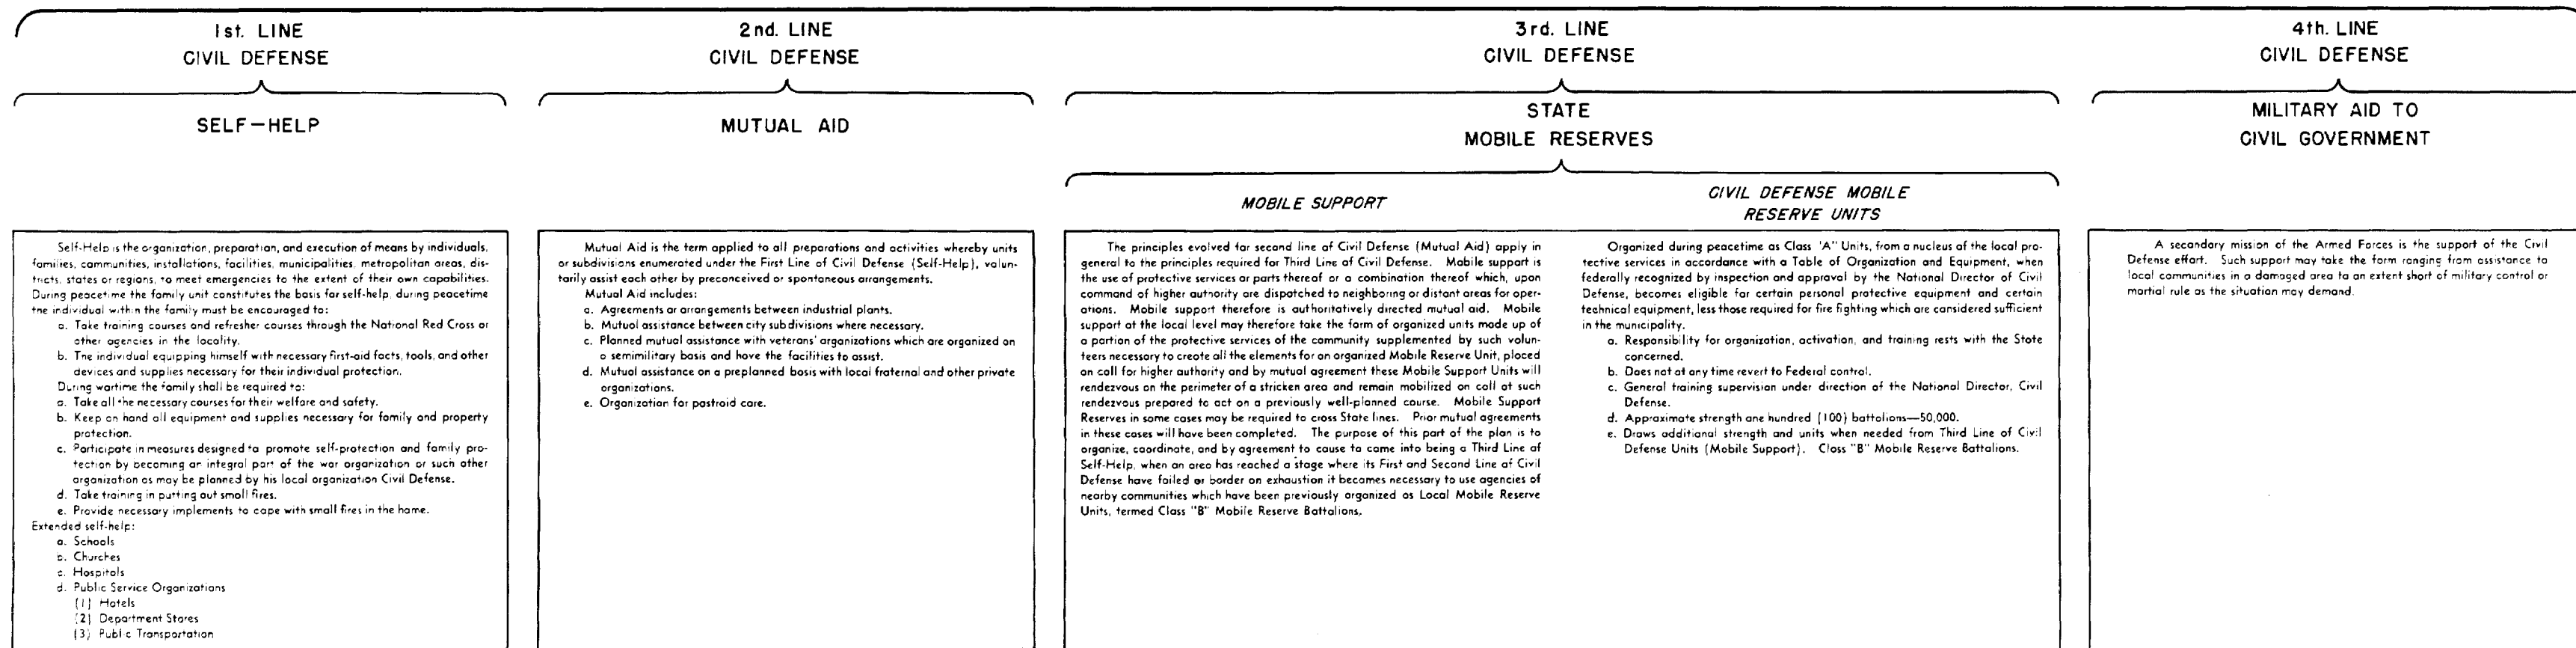 1st. LINE
CIVIL DEFENSE
SELF-HELP
Self-Help is the organization, preparation, and execution of means by individuals,
families, communities, installations, facilities, municipalities, metropolitan areas, dis-
tricts, states or regions, to meet emergencies to the extent of their own capabilities.
During peacetime the family unit constitutes the basis for self-help, during peacetime
the individual within the family must be encouraged to:
a. Take training courses and refresher courses through the National Red Cross or
other agencies in the locality.
b. The individual equipping himself with necessary first-aid facts, tools, and other
devices and supplies necessary for their individual protection.
During wartime the family shall be required to:
a. Take all the necessary courses for their welfare and safety.
b. Keep on hand all equipment and supplies necessary for family and property
protection.
c. Participate in measures designed to promote self-protection and family pro-
tection by becoming an integral part of the war organization or such other
organization as may be planned by his local organization Civil Defense.
d. Take training in putting out small fires.
e. Provide necessary implements to cope with small fires in the home.
Extended self-help:
a. Schools
b. Churches
c. Hospitals
d. Public Service Organizations
(1) Hotels
(2) Department Stores
(3) Public Transportation
2nd. LINE
CIVIL DEFENSE
MUTUAL AID
Mutual Aid is the term applied to all preparations and activities whereby units
or subdivisions enumerated under the First Line of Civil Defense (Self-Help), volun-
tarily assist each other by preconceived or spontaneous arrangements.
Mutual Aid includes:
a. Agreements or arrangements between industrial plants.
b. Mutual assistance between city subdivisions where necessary.
c. Planned mutual assistance with veterans' organizations which are organized on
a semimilitary basis and have the facilities to assist.
d. Mutual assistance on a preplanned basis with local fraternal and other private
organizations.
e. Organization for pastroid care.
3rd. LINE
CIVIL DEFENSE
STATE
MOBILE RESERVES
MOBILE SUPPORT
The principles evolved for second line of Civil Defense (Mutual Aid) apply in
general to the principles required for Third Line of Civil Defense. Mobile support is
the use of protective services or parts thereof or a combination thereof which, upon
command of higher authority are dispatched to neighboring or distant areas for oper-
ations. Mobile support therefore is authoritatively directed mutual aid. Mobile
support at the local level may therefore take the form of organized units made up of
a portion of the protective services of the community supplemented by such volun-
teers necessary to create all the elements for an organized Mobile Reserve Unit, placed
on call for higher authority and by mutual agreement these Mobile Support Units will
rendezvous on the perimeter of a stricken area and remain mobilized on call at such
rendezvous prepared to act on a previously well-planned course. Mobile Support
Reserves in some cases may be required to cross State lines. Prior mutual agreements
in these cases will have been completed. The purpose of this part of the plan is to
organize, coordinate, and by agreement to cause to come into being a Third Line of
Self-Help, when an area has reached a stage where its First and Second Line of Civil
Defense have failed or border on exhaustion it becomes necessary to use agencies of
nearby communities which have been previously organized as Local Mobile Reserve
Units, termed Class "B" Mobile Reserve Battalions.
CIVIL DEFENSE MOBILE
RESERVE UNITS
Organized during peacetime as Class 'A" Units, from a nucleus of the local pro-
tective services in accordance with a Table of Organization and Equipment, when
federally recognized by inspection and approval by the National Director of Civil
Defense, becomes eligible for certain personal protective equipment and certain
technical equipment, less those required for fire fighting which are considered sufficient
in the municipality.
a. Responsibility for organization, activation, and training rests with the State
concerned.
b. Does not at any time revert to Federal control.
c. General training supervision under direction of the National Director, Civil
Defense.
d. Approximate strength one hundred (100) battalions—50,000.
e. Draws additional strength and units when needed from Third Line of Civil
Defense Units (Mobile Support). Class "B" Mobile Reserve Battalions.
4th. LINE
CIVIL DEFENSE
MILITARY AID TO
CIVIL GOVERNMENT
A secondary mission of the Armed Forces is the support of the Civil
Defense effort. Such support may take the form ranging from assistance to
local communities in a damaged area to an extent short of military control or
martial rule as the situation may demand.